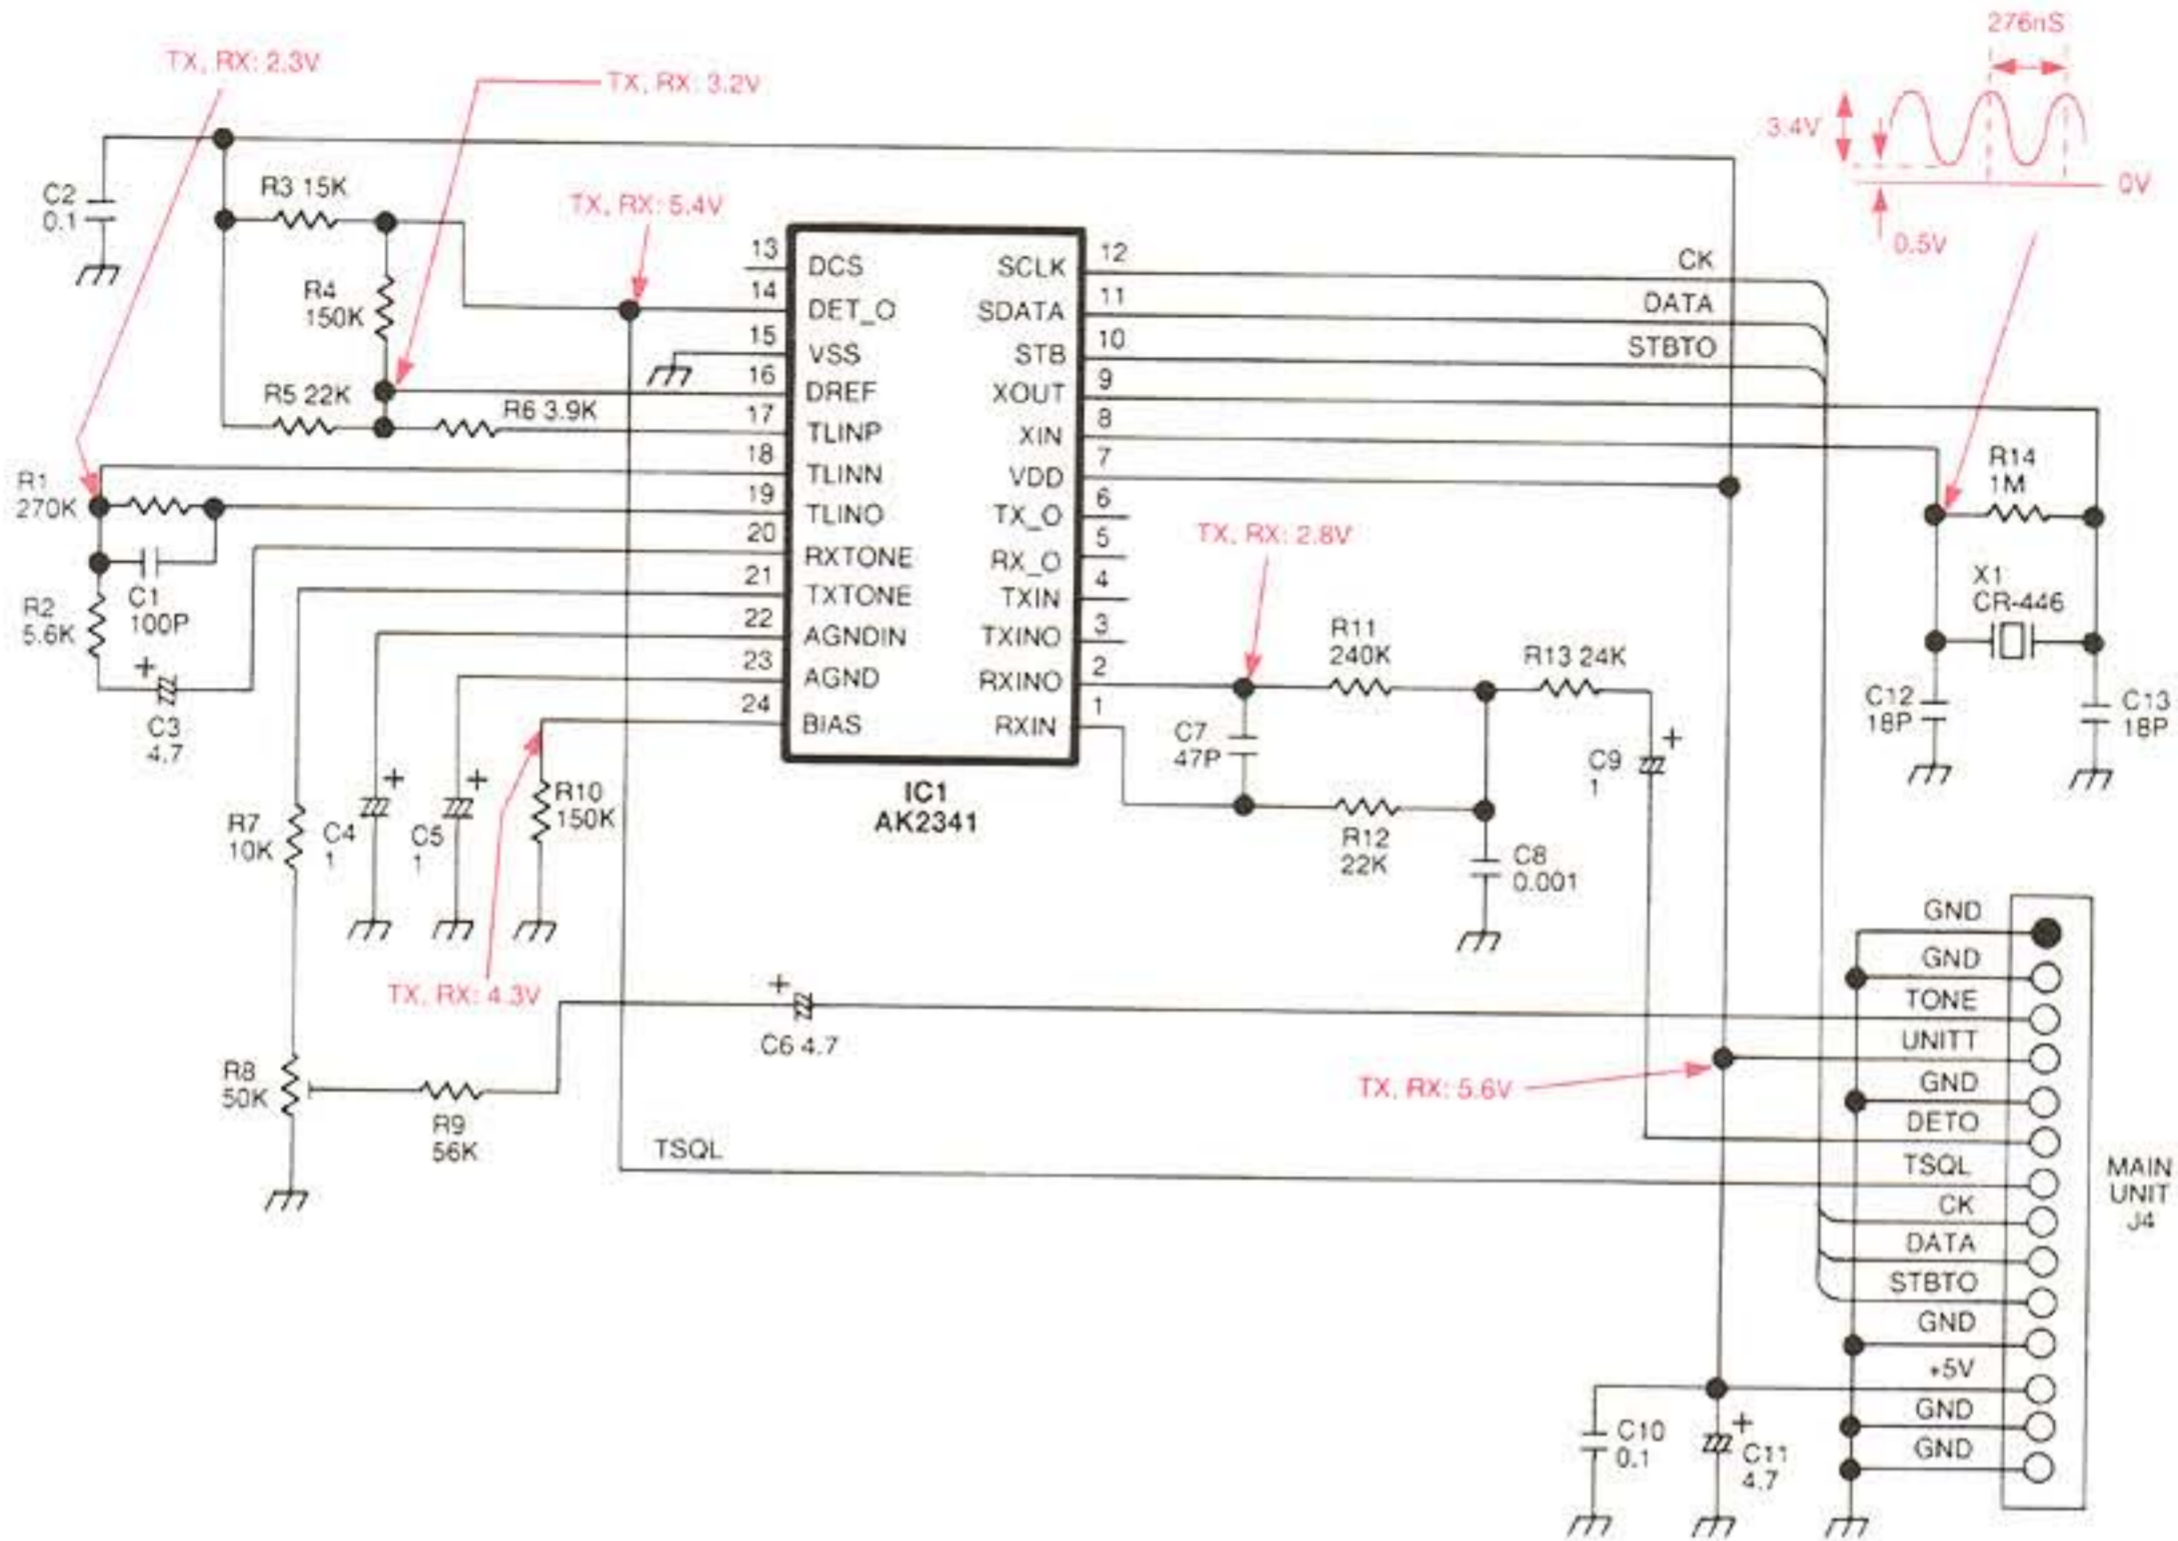 276nS
TX, RX: 2.3V
TX, RX: 3.2V
3.4V
0V
0.5V
C2
0.1
R3 15K
TX, RX: 5.4V
R4
150K
R5 22K
R6 3.9K
R1
270K
C1
100P
R2
5.6K
C3
4.7
13
14
15
16
17
18
19
20
21
22
23
24
DCS
DET_O
VSS
DREF
TLINP
TLINN
TLINO
RXTONE
TXTONE
AGNDIN
AGND
BIAS
SCLK
SDATA
STB
XOUT
XIN
VDD
TX_O
RX_O
TXIN
TXINO
RXINO
RXIN
12
11
10
9
8
7
6
5
4
3
2
1
IC1
AK2341
CK
DATA
STBTO
R14
1M
X1
CR-446
C12
18P
C13
18P
TX, RX: 2.8V
R11
240K
R13 24K
C7
47P
R12
22K
C8
0.001
C9
1
+
R7
10K
C4
1
+
C5
1
+
R10
150K
TX, RX: 4.3V
+
C6 4.7
R8
50K
R9
56K
TSQL
TX, RX: 5.6V
GND
GND
TONE
UNITT
GND
DETO
TSQL
CK
DATA
STBTO
GND
+5V
GND
GND
MAIN
UNIT
J4
C10
0.1
+
C11
4.7
+